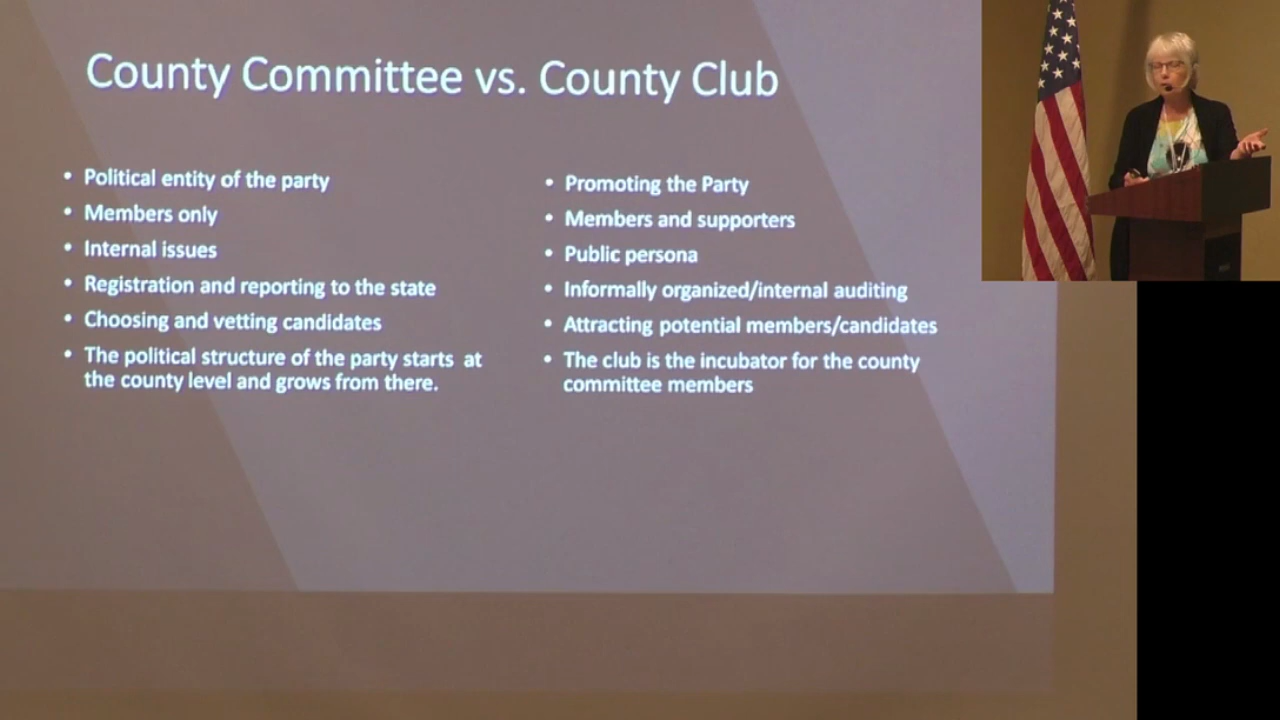 County Committee vs. County Club
• Political entity of the party
• Members only
• Internal issues
• Registration and reporting to the state
• Choosing and vetting candidates
• The political structure of the party starts at
the county level and grows from there.
• Promoting the Party
• Members and supporters
• Public persona
• Informally organized/internal auditing
• Attracting potential members/candidates
• The club is the incubator for the county
committee members